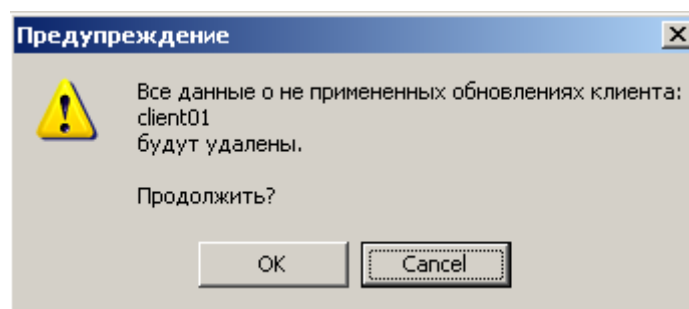 Предупреждение
Все данные о не примененных обновлениях клиента:
client01
будут удалены.
Продолжить?
OK
Cancel